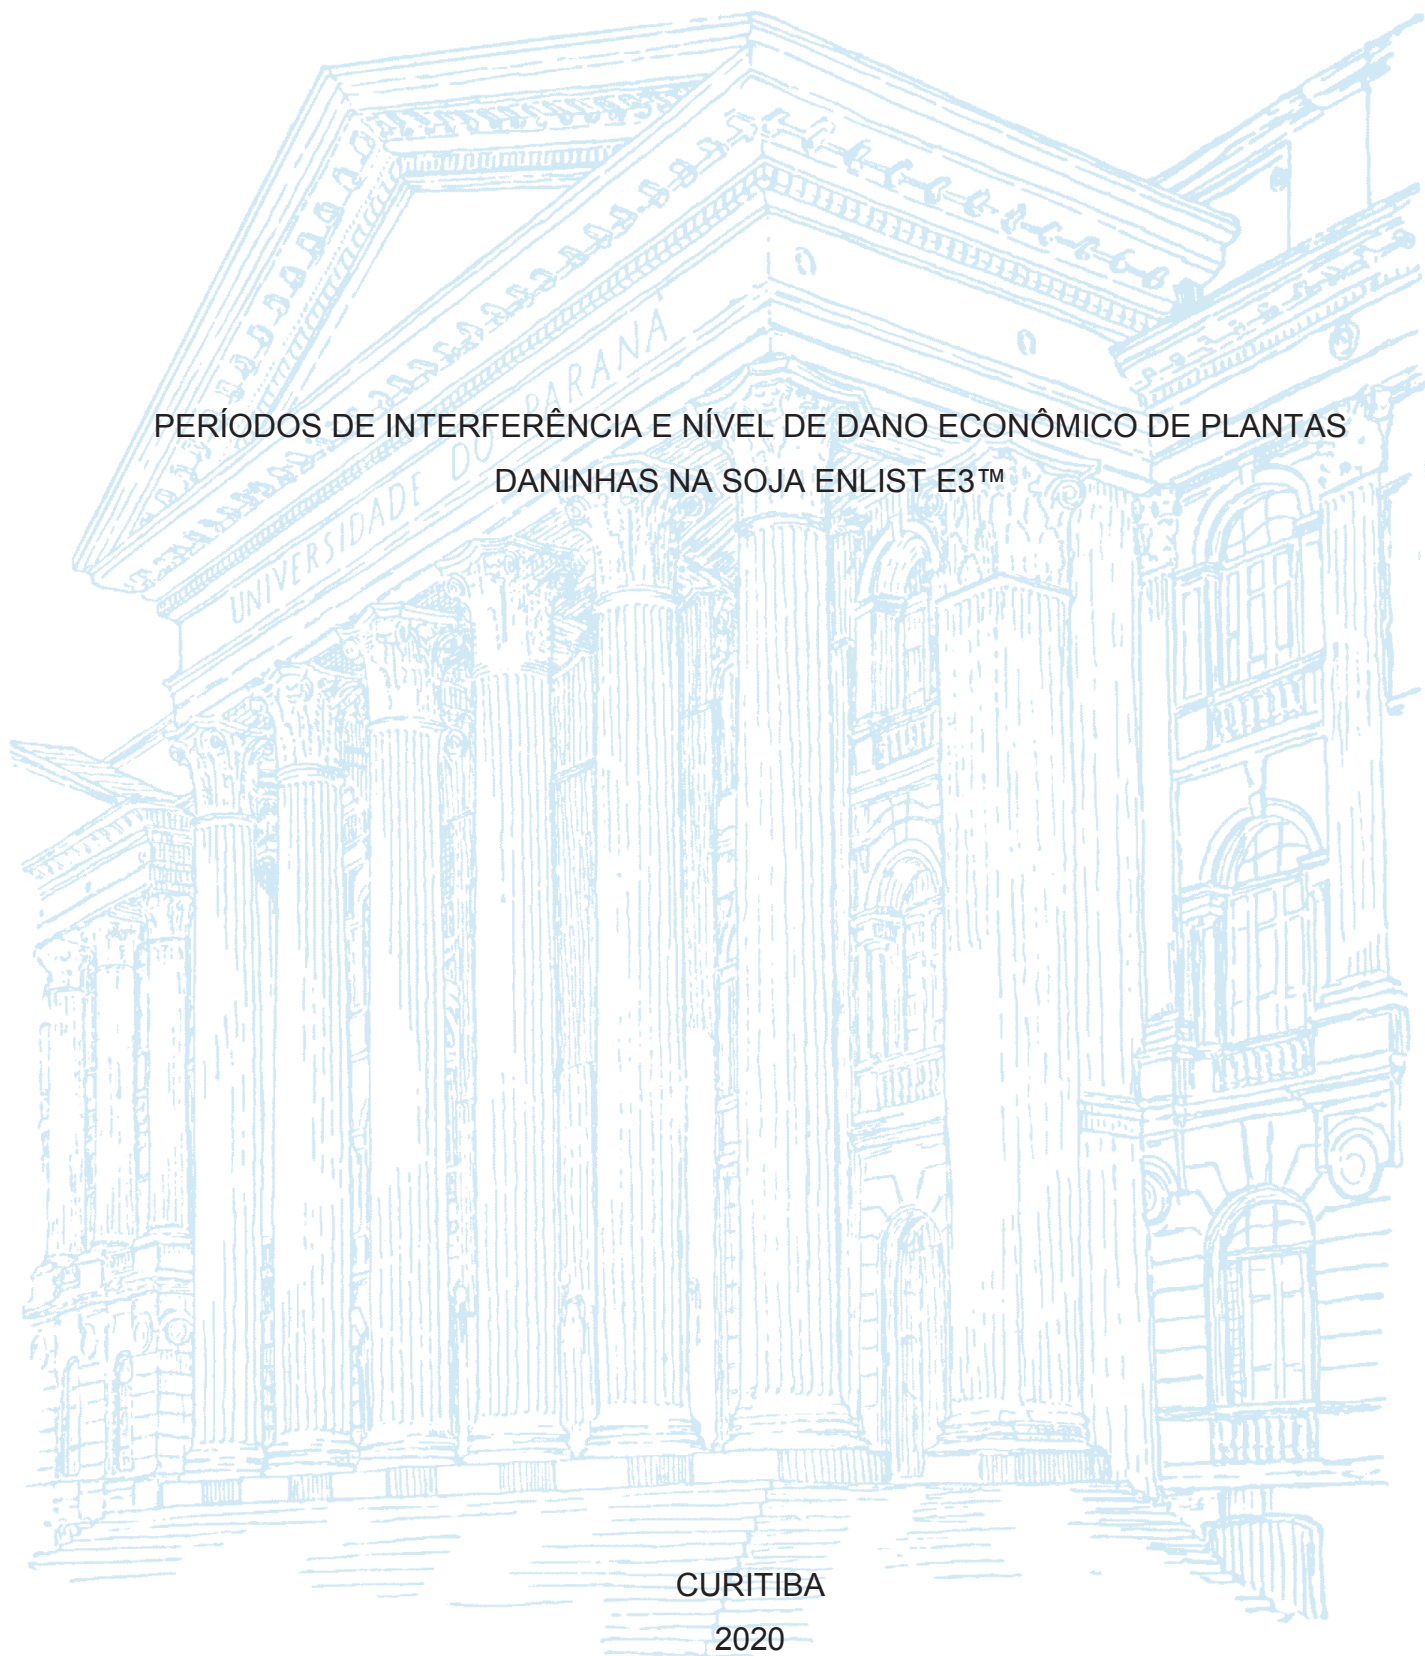 UNIVERSIDADE DO PARANÁ
PERÍODOS DE INTERFERÊNCIA E NÍVEL DE DANO ECONÔMICO DE PLANTAS
DANINHAS NA SOJA ENLIST E3™
CURITIBA
2020